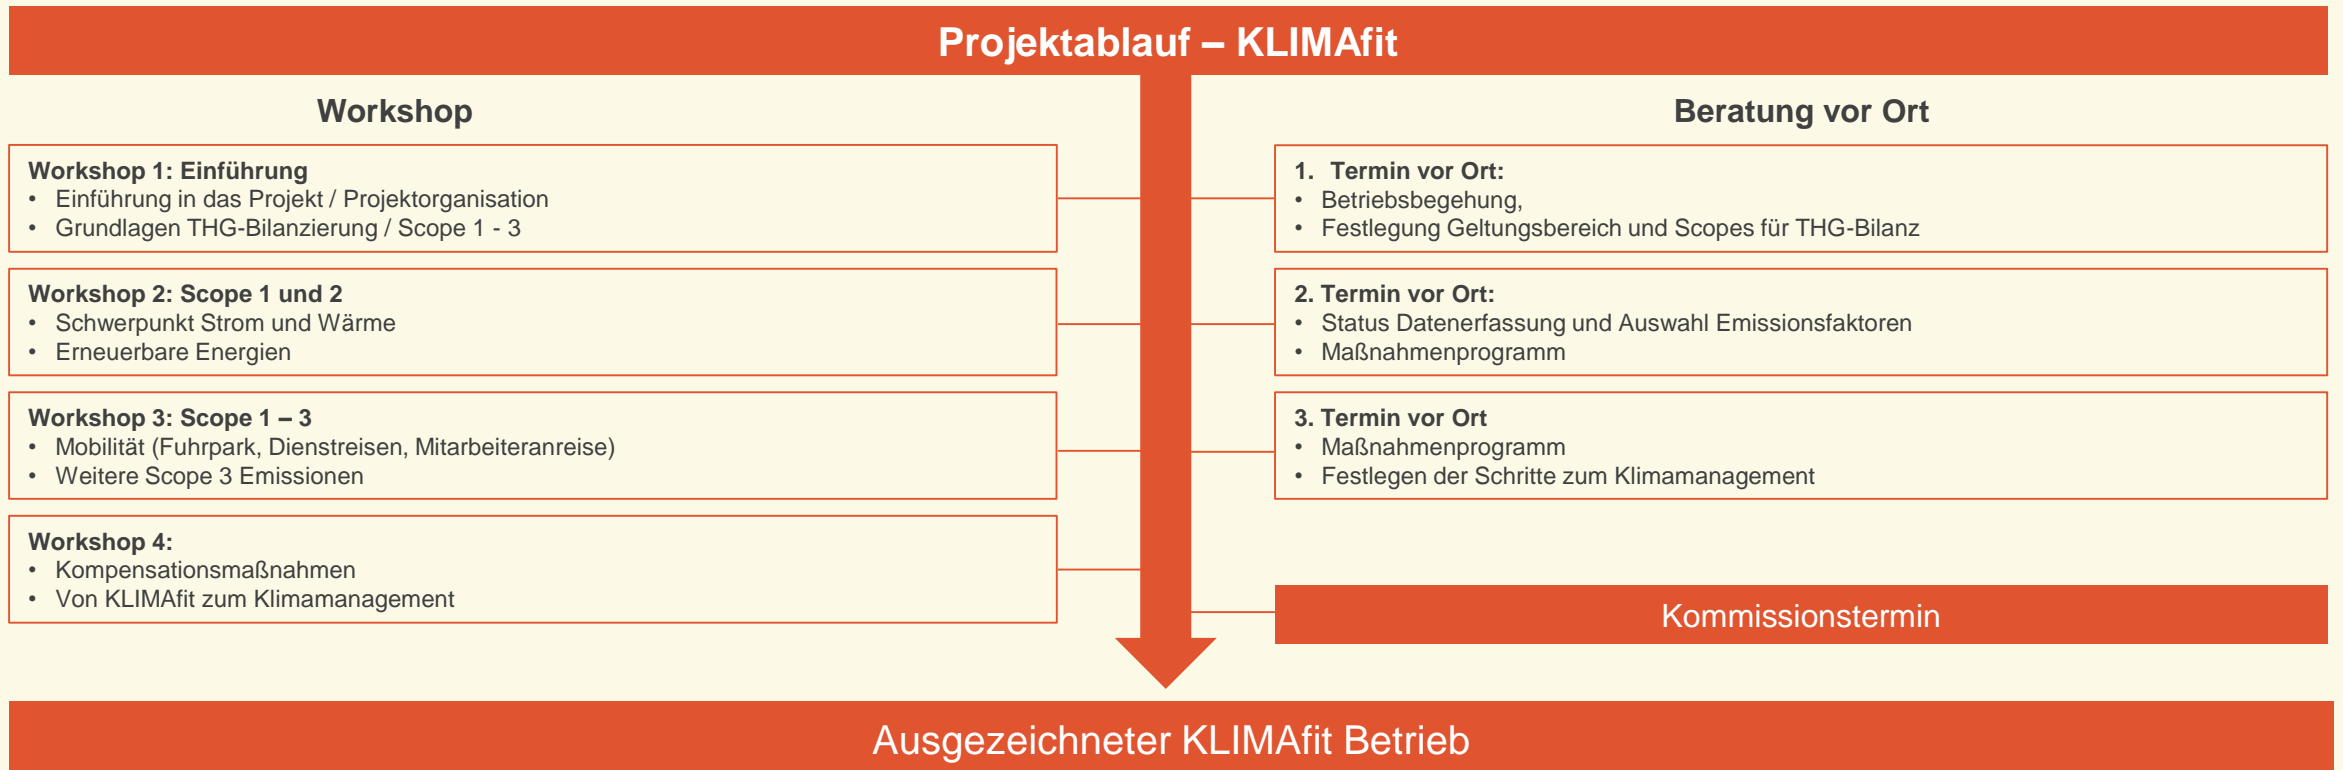 Projektablauf – KLIMAfit
Workshop
Workshop 1: Einführung
• Einführung in das Projekt / Projektorganisation
• Grundlagen THG-Bilanzierung / Scope 1 - 3
Workshop 2: Scope 1 und 2
• Schwerpunkt Strom und Wärme
• Erneuerbare Energien
Workshop 3: Scope 1 – 3
• Mobilität (Fuhrpark, Dienstreisen, Mitarbeiteranreise)
• Weitere Scope 3 Emissionen
Workshop 4:
• Kompensationsmaßnahmen
• Von KLIMAfit zum Klimamanagement
Beratung vor Ort
1. Termin vor Ort:
• Betriebsbegehung,
• Festlegung Geltungsbereich und Scopes für THG-Bilanz
2. Termin vor Ort:
• Status Datenerfassung und Auswahl Emissionsfaktoren
• Maßnahmenprogramm
3. Termin vor Ort
• Maßnahmenprogramm
• Festlegen der Schritte zum Klimamanagement
Kommissionstermin
Ausgezeichneter KLIMAfit Betrieb